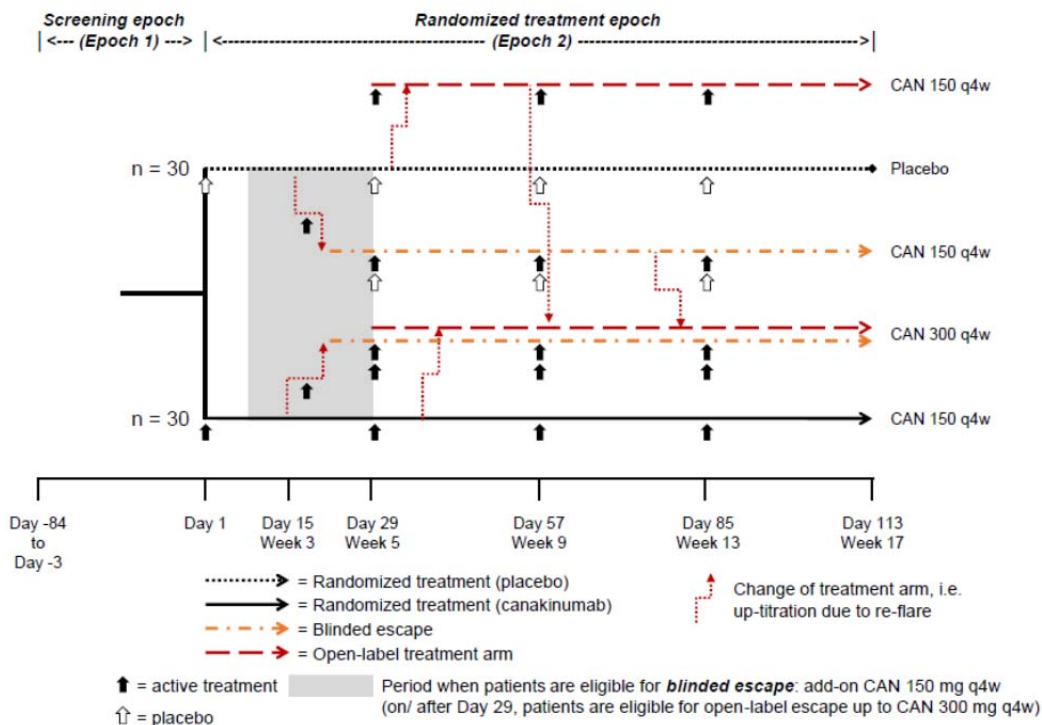 Screening epoch
Randomized treatment epoch
| <--- (Epoch 1) ---> | <------------------------------------ (Epoch 2) ------------------------------------>|
CAN 150 q4w
n = 30
Placebo
CAN 150 q4w
CAN 300 q4w
n = 30
CAN 150 q4w
Day -84
to
Day -3
Day 1
Day 15
Week 3
Day 29
Week 5
Day 57
Week 9
Day 85
Week 13
Day 113
Week 17
= Randomized treatment (placebo)
= Randomized treatment (canakinumab)
= Blinded escape
= Open-label treatment arm
Change of treatment arm, i.e.
up-titration due to re-flare
= active treatment
= placebo
Period when patients are eligible for blinded escape: add-on CAN 150 mg q4w
(on/ after Day 29, patients are eligible for open-label escape up to CAN 300 mg q4w)